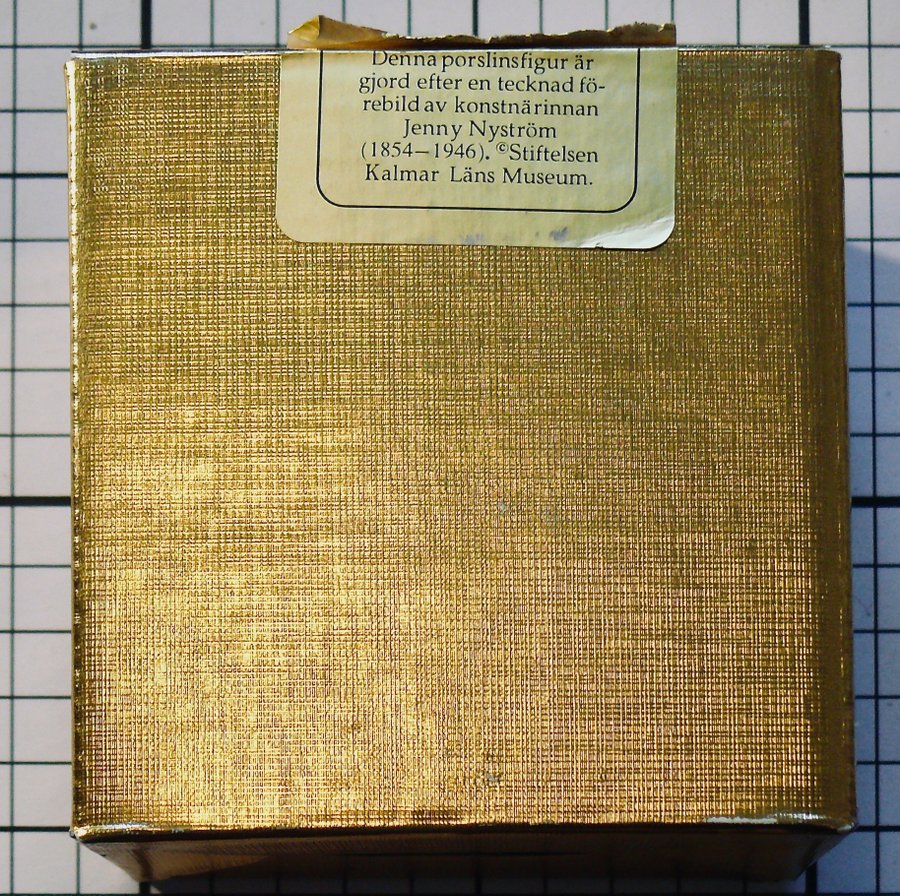 Denna porslinsfigur är
gjord efter en tecknad fö-
rebild av konstnärinnan
Jenny Nyström
(1854–1946). ©Stiftelsen
Kalmar Läns Museum.